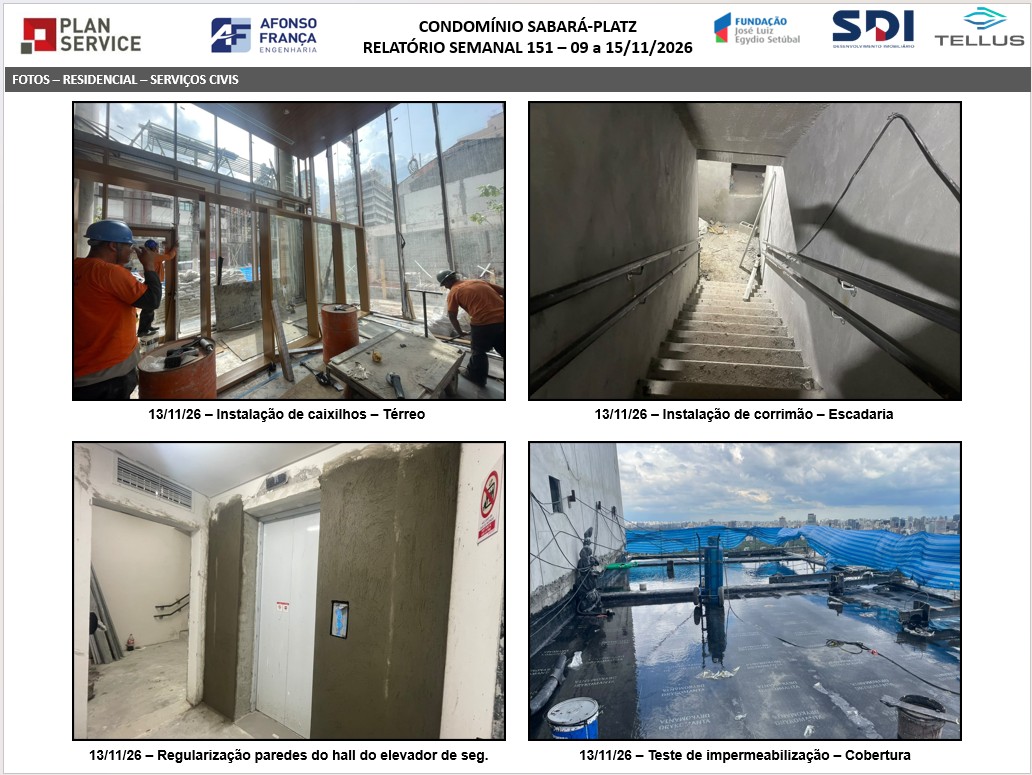 PLAN
SERVICE
AFONSO
FRANÇA
ENGENHARIA
CONDOMÍNIO SABARÁ-PLATZ
RELATÓRIO SEMANAL 151 – 09 a 15/11/2026
FUNDAÇÃO
José Luiz
Egydio Setúbal
SDI
DESENVOLVIMENTO IMOBILIÁRIO
TELLUS
FOTOS – RESIDENCIAL – SERVIÇOS CIVIS
13/11/26 – Instalação de caixilhos – Térreo
13/11/26 – Instalação de corrimão – Escadaria
13/11/26 – Regularização paredes do hall do elevador de seg.
13/11/26 – Teste de impermeabilização – Cobertura